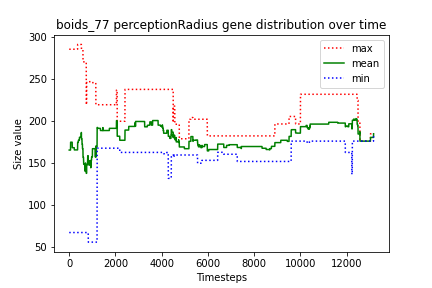 boids_77 perceptionRadius gene distribution over time
300
250
200
150
100
50
Size value
max
mean
min
0
2000
4000
6000
8000
10000
12000
Timesteps